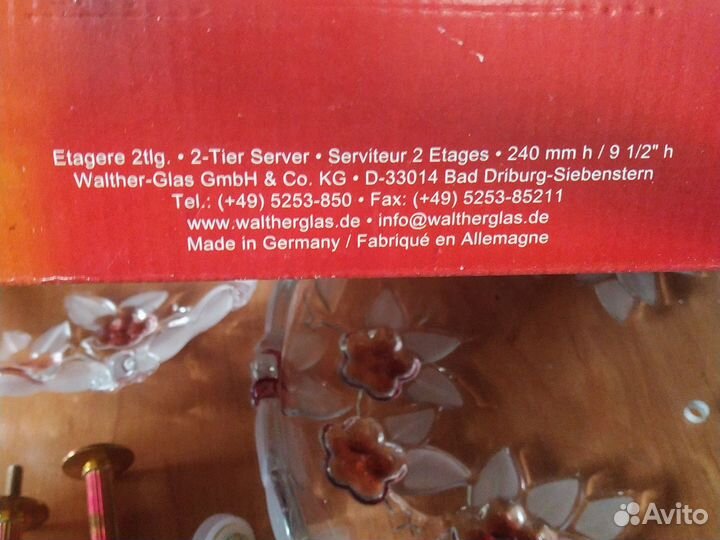 Etagere 2tlg. • 2-Tier Server • Serviteur 2 Etages • 240 mm h / 9 1/2" h
Walther-Glas GmbH & Co. KG • D-33014 Bad Driburg-Siebenstern
Tel.: (+49) 5253-850 • Fax: (+49) 5253-85211
www.waltherglas.de • info@waltherglas.de
Made in Germany / Fabriqué en Allemagne
Avito